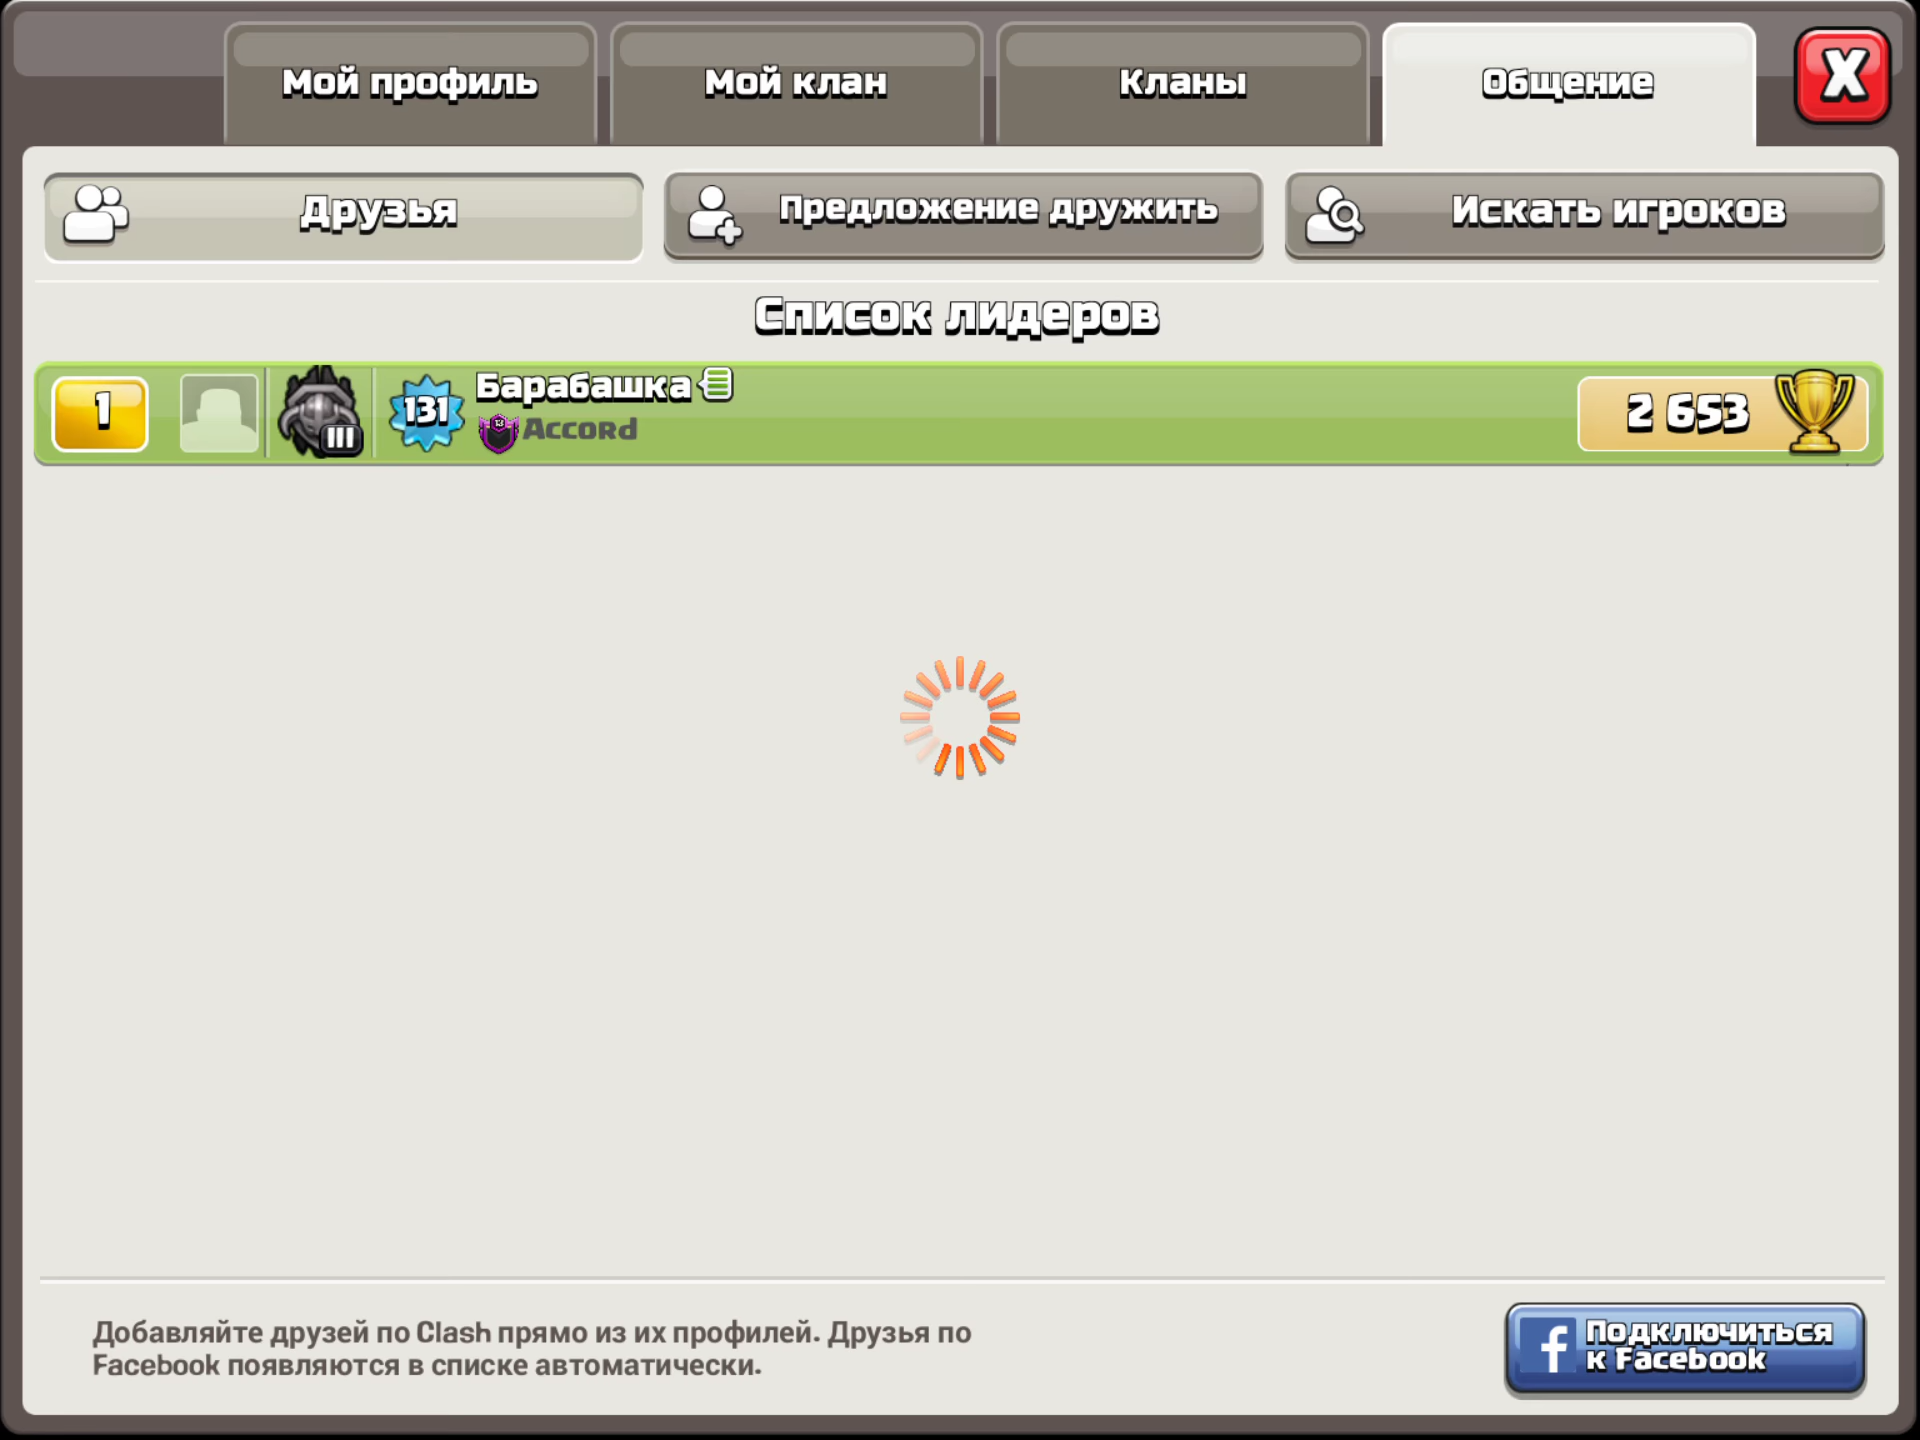 Мой профиль
Мой клан
Кланы
Общение
X
Друзья
Предложение дружить
Искать игроков
Список лидеров
1
III
131
Барабашка
13
Accord
2 653
Добавляйте друзей по Clash прямо из их профилей. Друзья по
Facebook появляются в списке автоматически.
f
Подключиться
к Facebook